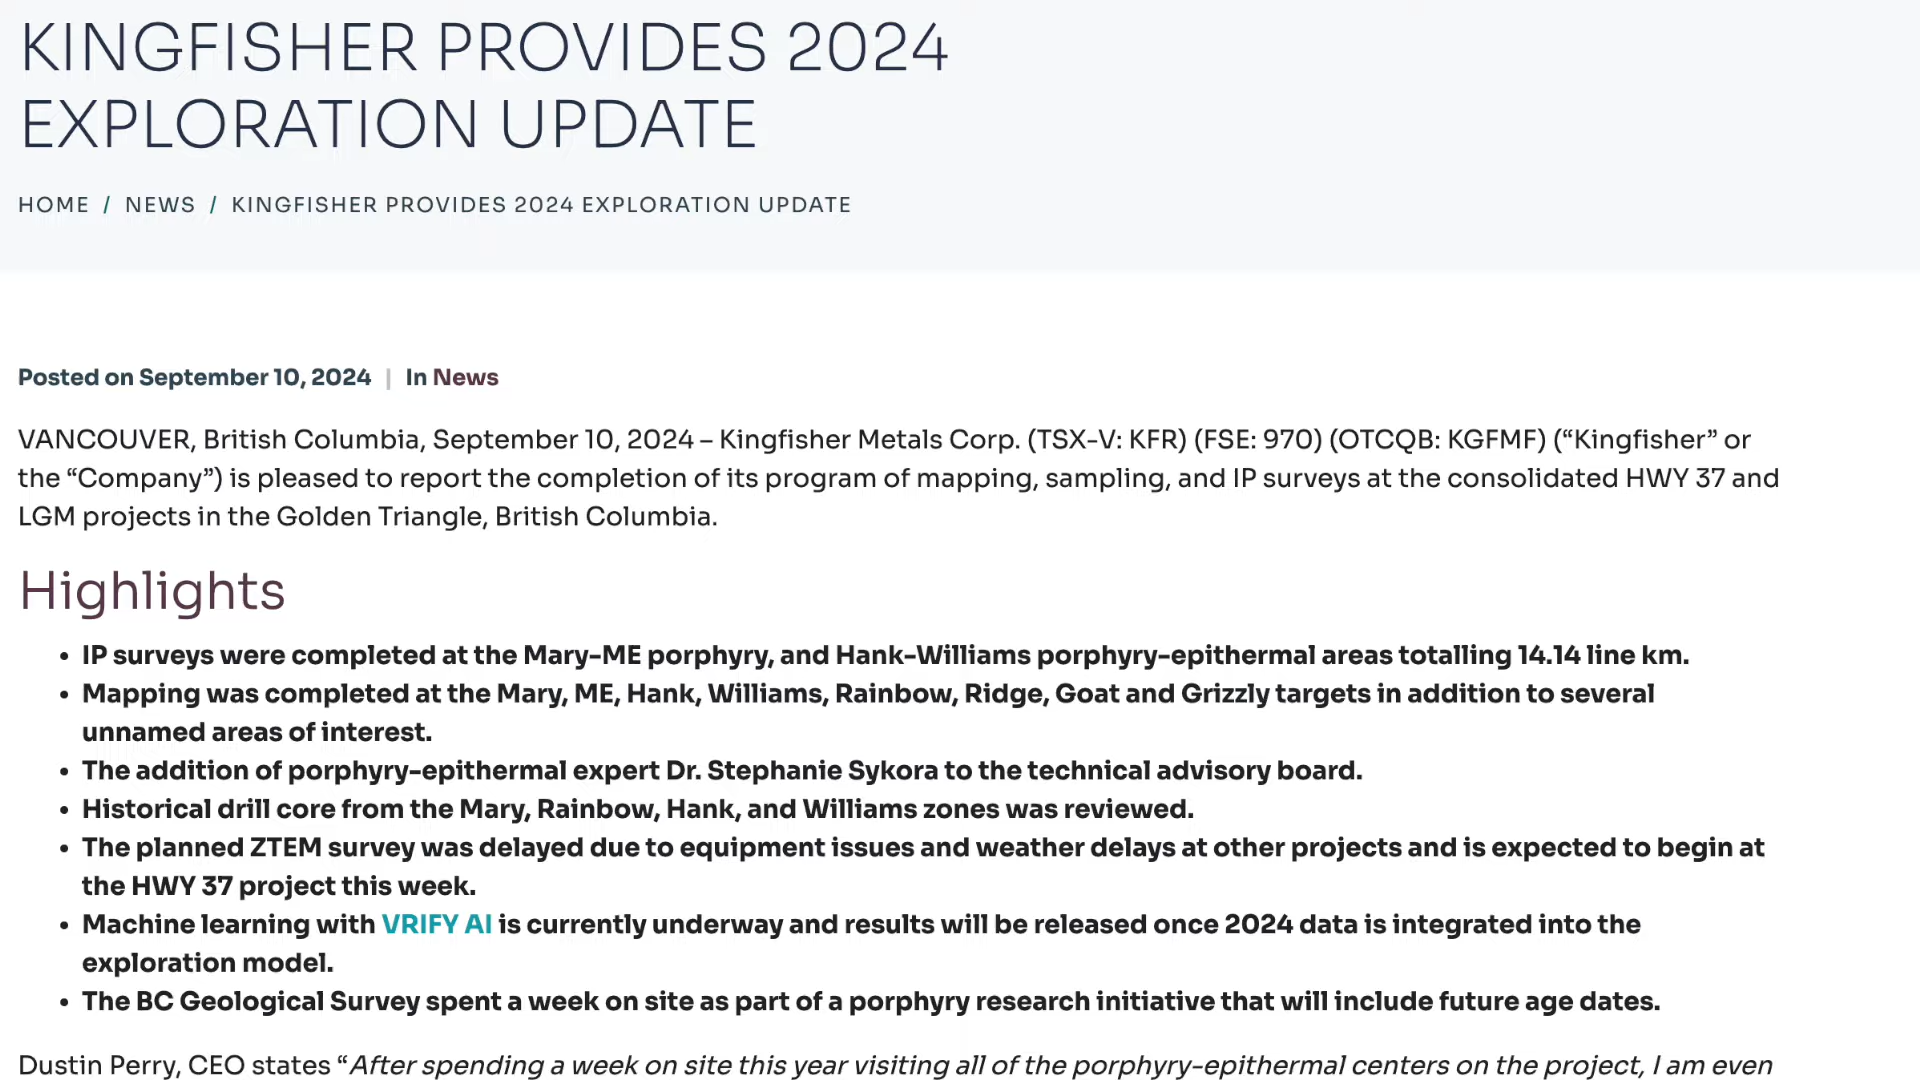 KINGFISHER PROVIDES 2024
EXPLORATION UPDATE
HOME / NEWS / KINGFISHER PROVIDES 2024 EXPLORATION UPDATE
Posted on September 10, 2024 | In News
VANCOUVER, British Columbia, September 10, 2024 – Kingfisher Metals Corp. (TSX-V: KFR) (FSE: 970) (OTCQB: KGFMF) (“Kingfisher” or
the “Company”) is pleased to report the completion of its program of mapping, sampling, and IP surveys at the consolidated HWY 37 and
LGM projects in the Golden Triangle, British Columbia.
Highlights
• IP surveys were completed at the Mary-ME porphyry, and Hank-Williams porphyry-epithermal areas totalling 14.14 line km.
• Mapping was completed at the Mary, ME, Hank, Williams, Rainbow, Ridge, Goat and Grizzly targets in addition to several
unnamed areas of interest.
• The addition of porphyry-epithermal expert Dr. Stephanie Sykora to the technical advisory board.
• Historical drill core from the Mary, Rainbow, Hank, and Williams zones was reviewed.
• The planned ZTEM survey was delayed due to equipment issues and weather delays at other projects and is expected to begin at
the HWY 37 project this week.
• Machine learning with VRIFY AI is currently underway and results will be released once 2024 data is integrated into the
exploration model.
• The BC Geological Survey spent a week on site as part of a porphyry research initiative that will include future age dates.
Dustin Perry, CEO states “After spending a week on site this year visiting all of the porphyry-epithermal centers on the project, I am even